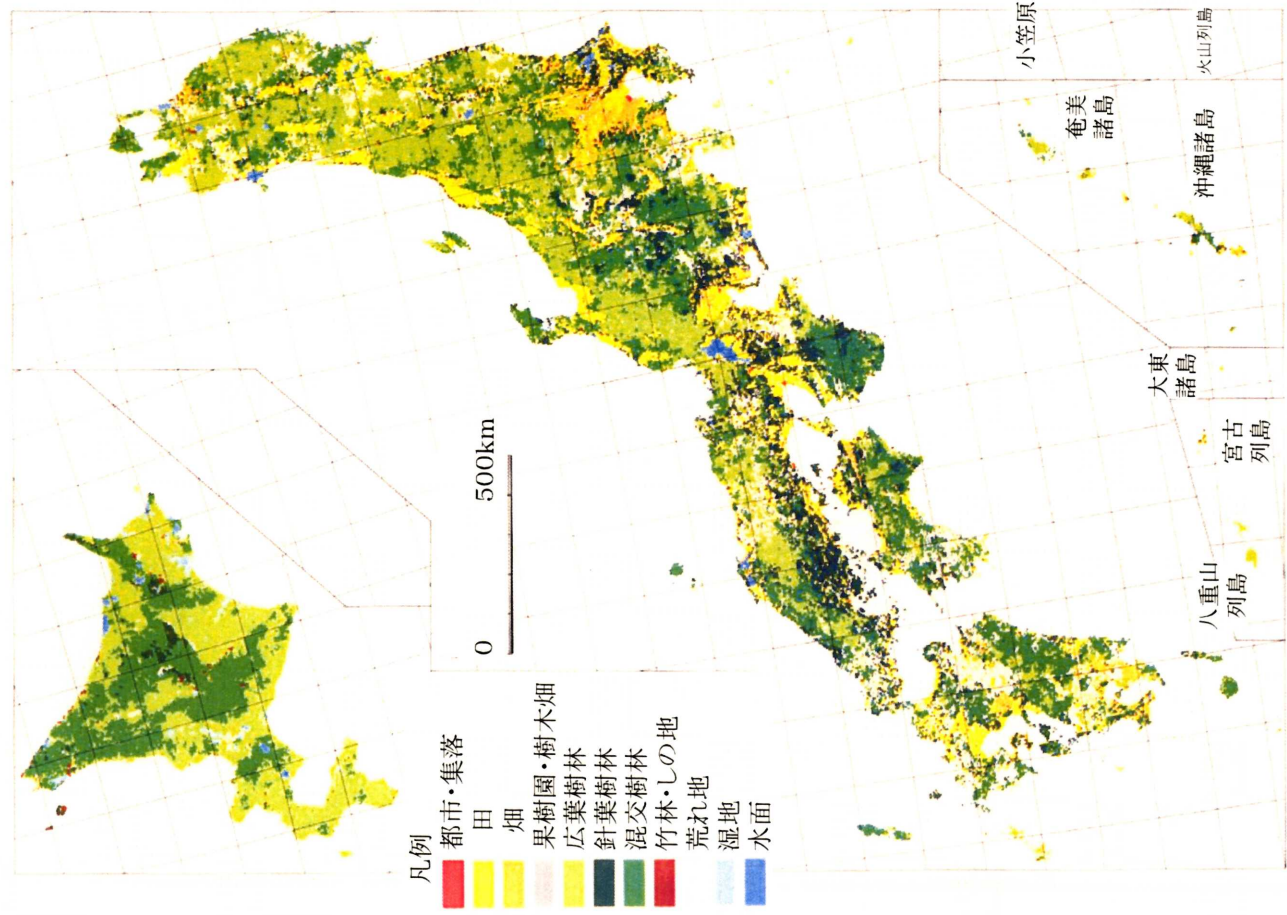 凡例
都市・集落
田
畑
果樹園・樹木畑
広葉樹林
針葉樹林
混交樹林
竹林・しの地
荒れ地
湿地
水面
0
500km
小笠原
火山列島
奄美
諸島
沖縄諸島
大東
諸島
宮古
列島
八重山
列島